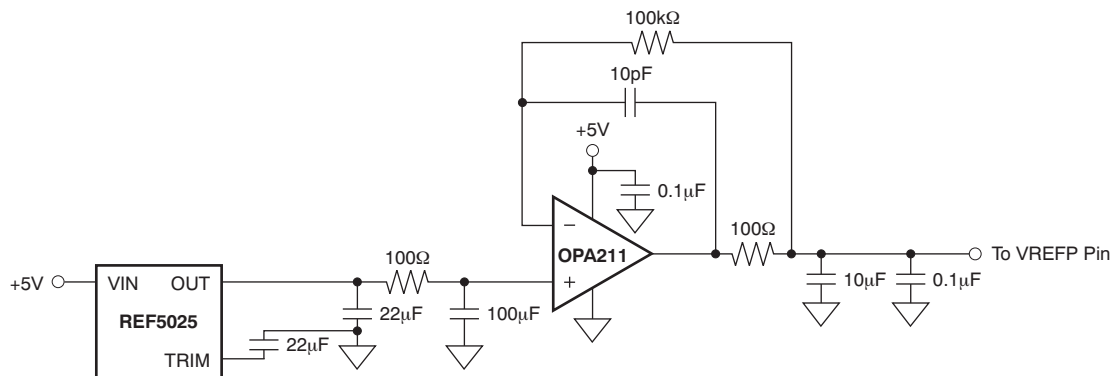 100kΩ
10pF
+5V
0.1μF
OPA211
−
+
100Ω
To VREFP Pin
10μF
0.1μF
100Ω
+5V
VIN
OUT
REF5025
TRIM
22μF
22μF
100μF